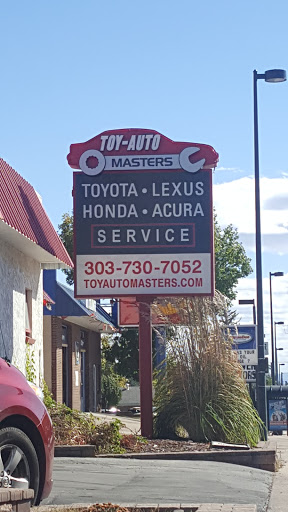 TOY-AUTO
MASTERS
TOYOTA • LEXUS
HONDA • ACURA
SERVICE
303-730-7052
TOYAUTOMASTERS.COM